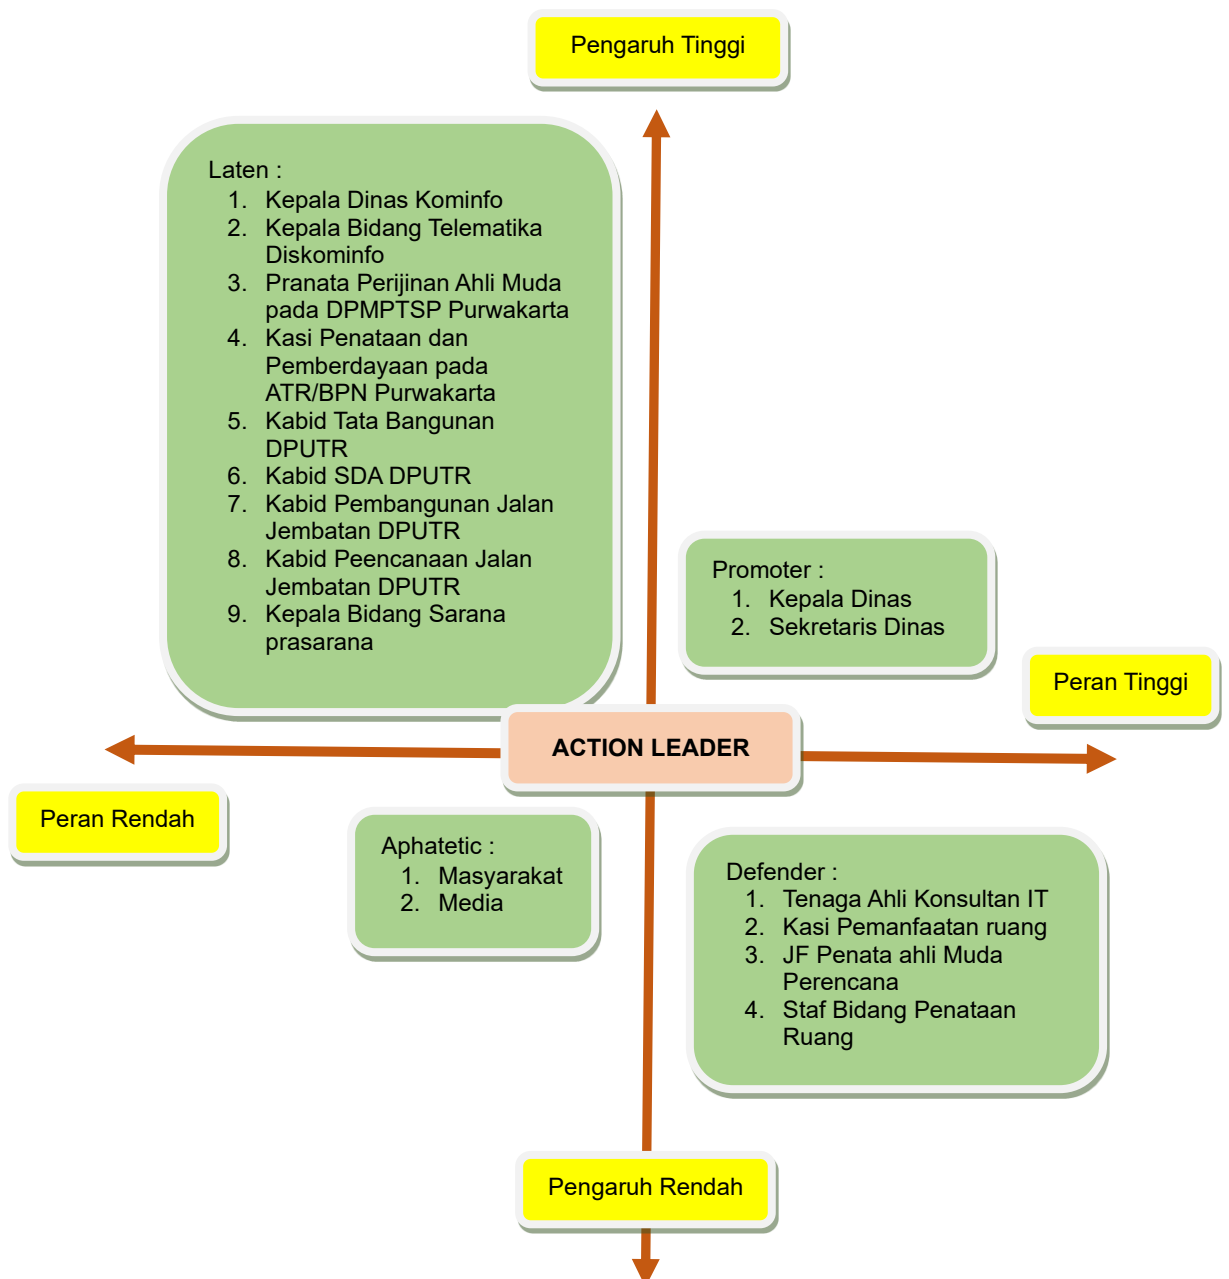 Pengaruh Tinggi
Laten :
1. Kepala Dinas Kominfo
2. Kepala Bidang Telematika
Diskominfo
3. Pranata Perijinan Ahli Muda
pada DPMPTSP Purwakarta
4. Kasi Penataan dan
Pemberdayaan pada
ATR/BPN Purwakarta
5. Kabid Tata Bangunan
DPUTR
6. Kabid SDA DPUTR
7. Kabid Pembangunan Jalan
Jembatan DPUTR
8. Kabid Peencanaan Jalan
Jembatan DPUTR
9. Kepala Bidang Sarana
prasarana
Promoter :
1. Kepala Dinas
2. Sekretaris Dinas
Peran Tinggi
ACTION LEADER
Peran Rendah
Aphatetic :
1. Masyarakat
2. Media
Defender :
1. Tenaga Ahli Konsultan IT
2. Kasi Pemanfaatan ruang
3. JF Penata ahli Muda
Perencana
4. Staf Bidang Penataan
Ruang
Pengaruh Rendah